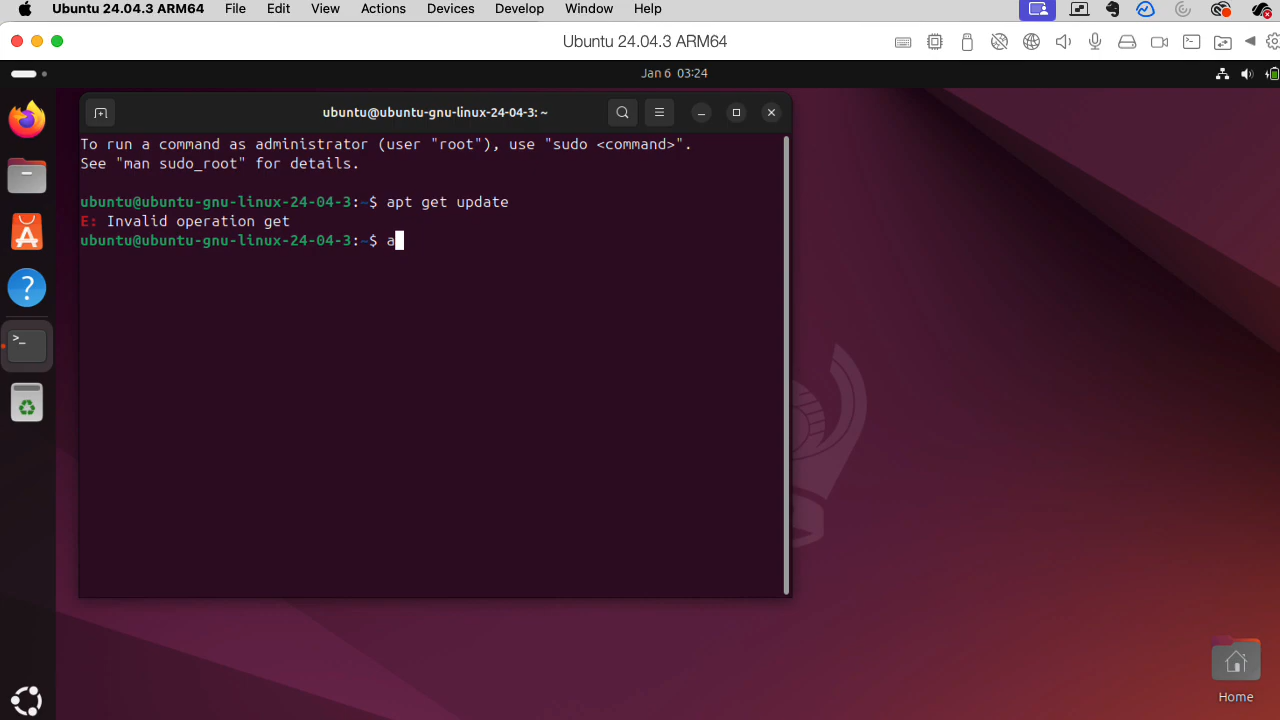 Ubuntu 24.04.3 ARM64 File Edit View Actions Devices Develop Window Help
Ubuntu 24.04.3 ARM64
Jan 6 03:24
ubuntu@ubuntu-gnu-linux-24-04-3: ~
To run a command as administrator (user "root"), use "sudo <command>".
See "man sudo_root" for details.
ubuntu@ubuntu-gnu-linux-24-04-3:~$ apt get update
E: Invalid operation get
ubuntu@ubuntu-gnu-linux-24-04-3:~$ a
Home